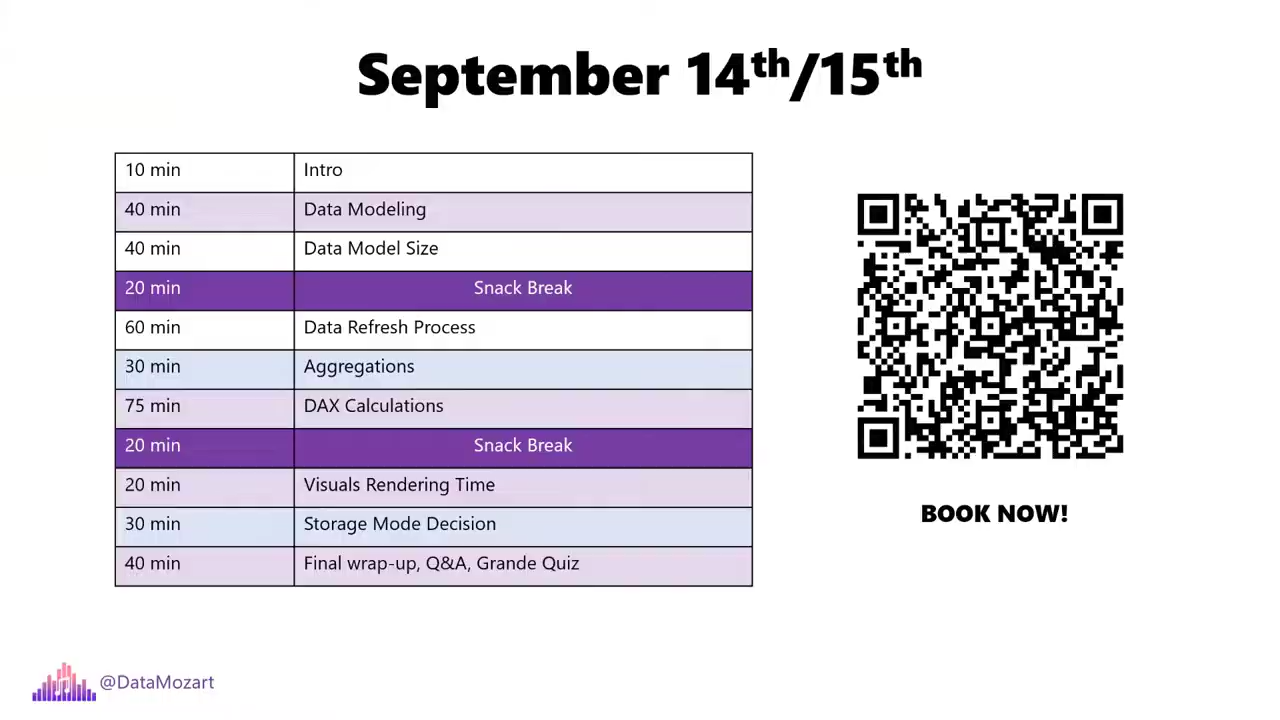 September 14th/15th
10 min Intro
40 min Data Modeling
40 min Data Model Size
20 min Snack Break
60 min Data Refresh Process
30 min Aggregations
75 min DAX Calculations
20 min Snack Break
20 min Visuals Rendering Time
30 min Storage Mode Decision
40 min Final wrap-up, Q&A, Grande Quiz
BOOK NOW!
@DataMozart